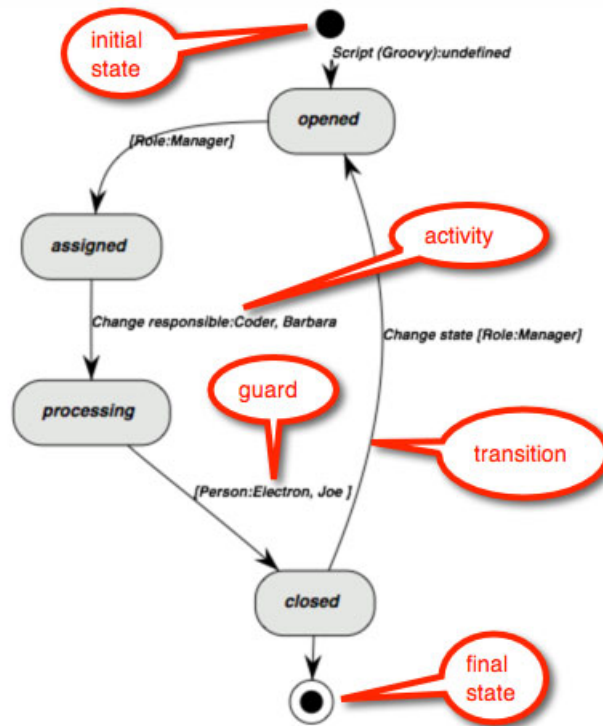 initial
state
Script (Groovy):undefined
opened
[Role:Manager]
assigned
activity
Change responsible:Coder, Barbara
Change state [Role:Manager]
guard
processing
transition
[Person:Electron, Joe ]
closed
final
state